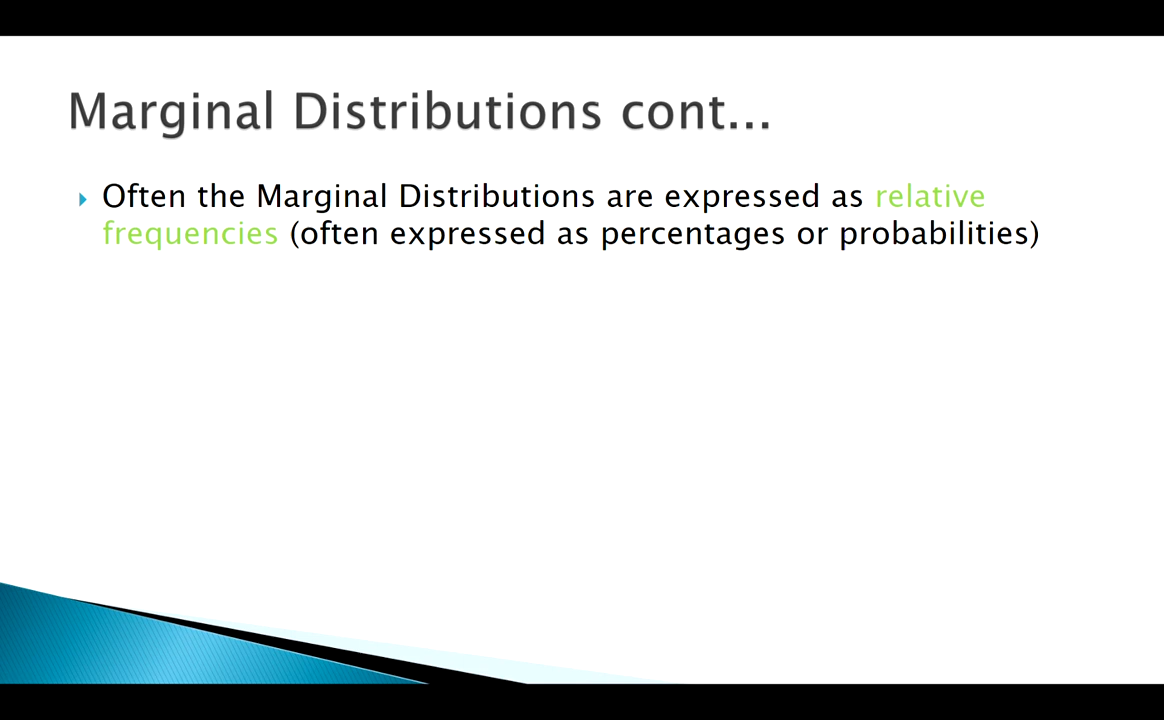 Marginal Distributions cont...
Often the Marginal Distributions are expressed as relative
frequencies (often expressed as percentages or probabilities)